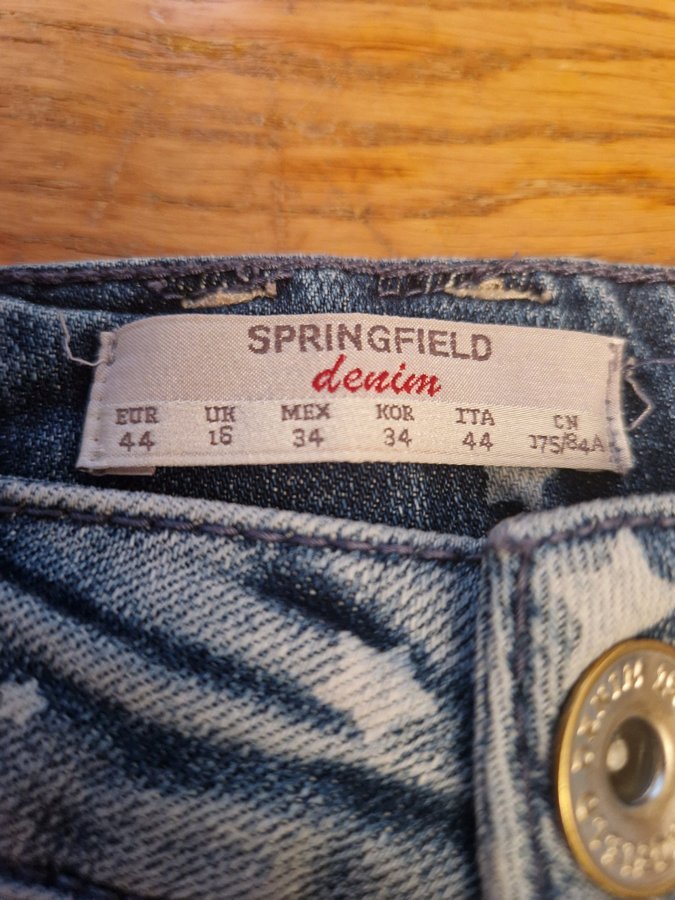 SPRINGFIELD
denim
EUR UK MEX KOR ITA CN
44 16 34 34 44 175/84A